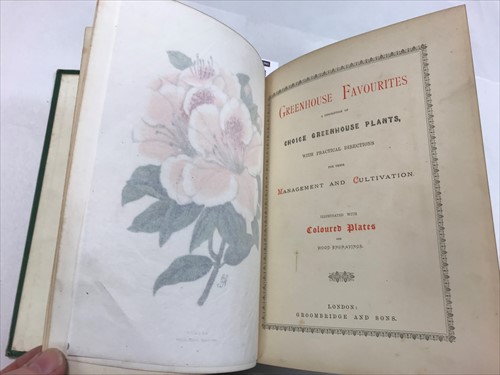 GREENHOUSE FAVOURITES
A DESCRIPTION OF
CHOICE GREENHOUSE PLANTS,
WITH PRACTICAL DIRECTIONS
FOR THEIR
MANAGEMENT AND CULTIVATION
ILLUSTRATED WITH
Coloured Plates
AND
WOOD ENGRAVINGS.
LONDON:
GROOMBRIDGE AND SONS.